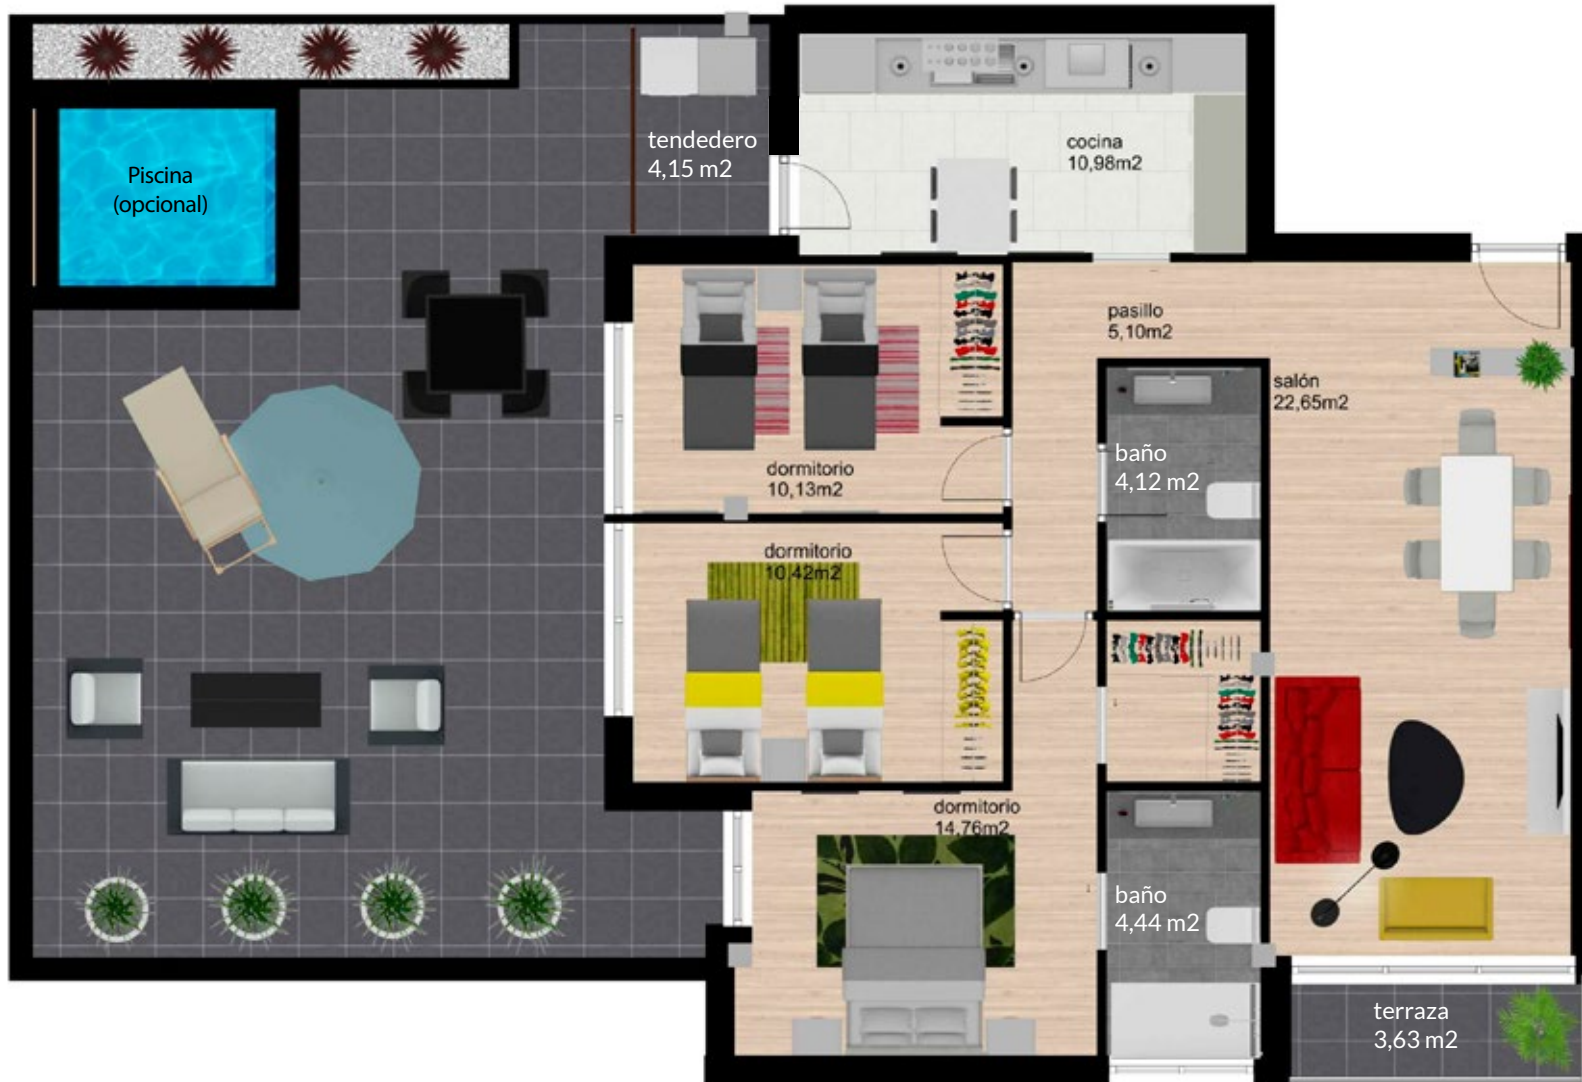 tendedero
4,15 m2
cocina
10,98m2
Piscina
(opcional)
pasillo
5,10m2
salón
22,65m2
baño
4,12 m2
dormitorio
10,13m2
dormitorio
10,42m2
dormitorio
14,76m2
baño
4,44 m2
terraza
3,63 m2